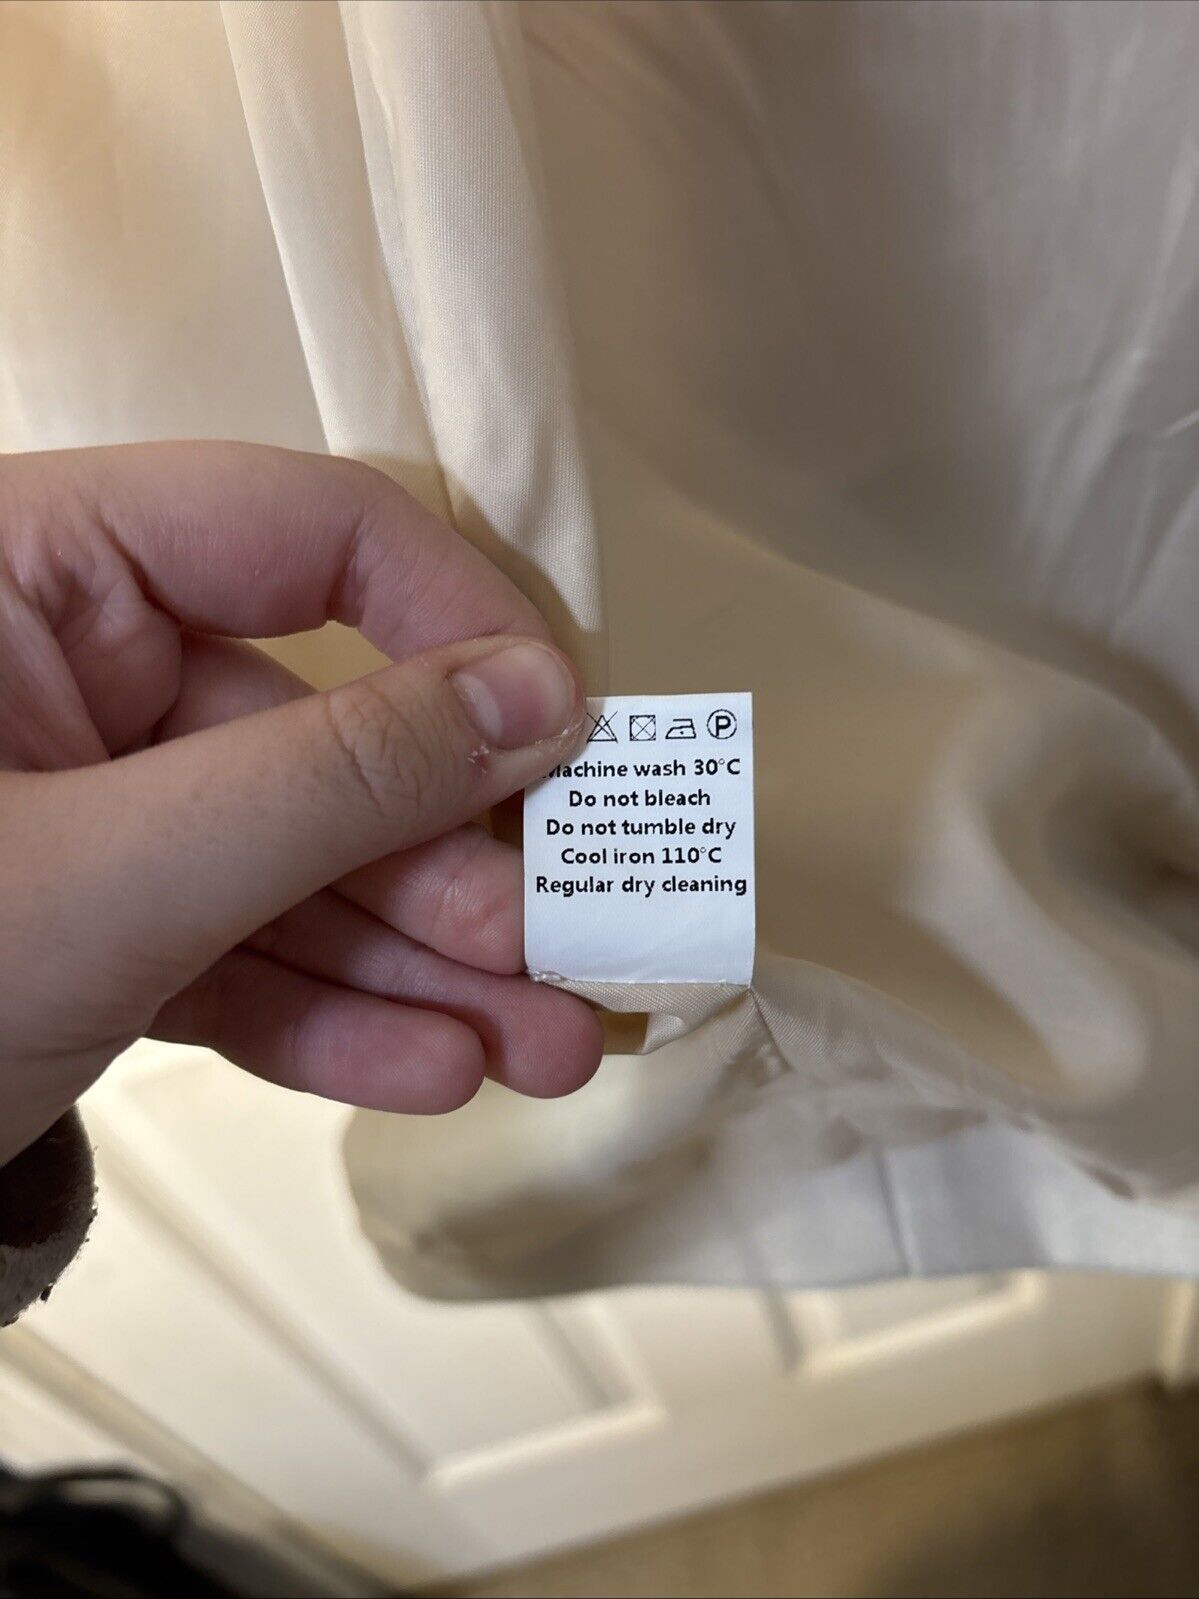 P
Machine wash 30°C
Do not bleach
Do not tumble dry
Cool iron 110°C
Regular dry cleaning